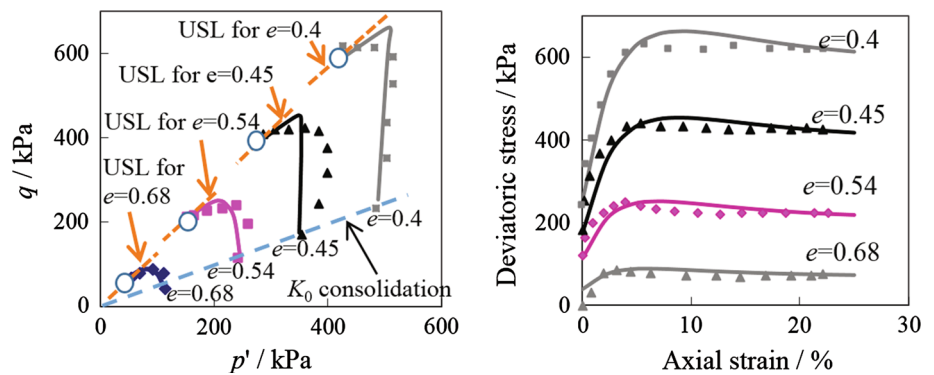 600
400
200
0
0
200
400
600
q / kPa
p' / kPa
USL for e=0.4
USL for e=0.45
USL for e=0.54
USL for
e=0.68
e=0.4
e=0.45
e=0.54
e=0.68
K0 consolidation
600
400
200
0
0
10
20
30
Deviatoric stress / kPa
Axial strain / %
e=0.4
e=0.45
e=0.54
e=0.68